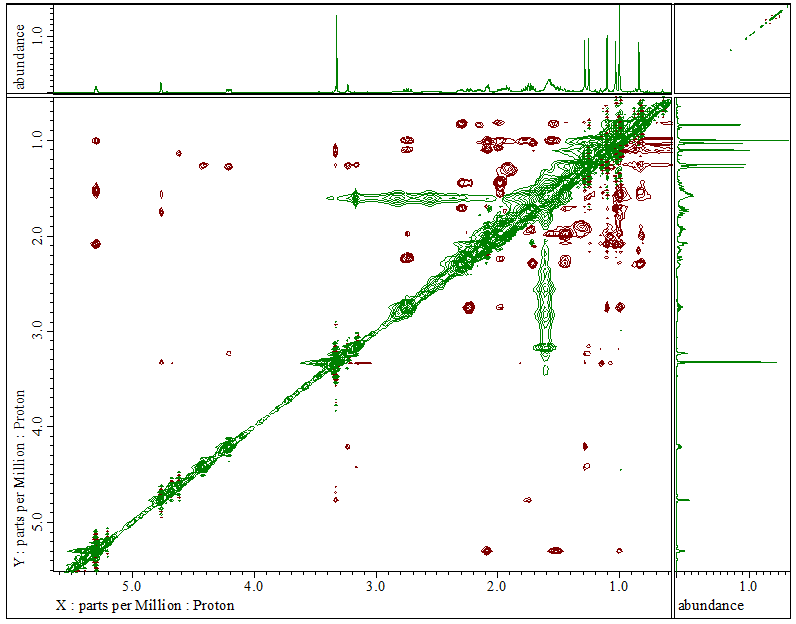 abundance
1.0
1.0
2.0
3.0
4.0
5.0
Y : parts per Million : Proton
5.0 4.0 3.0 2.0 1.0
X : parts per Million : Proton
1.0
abundance